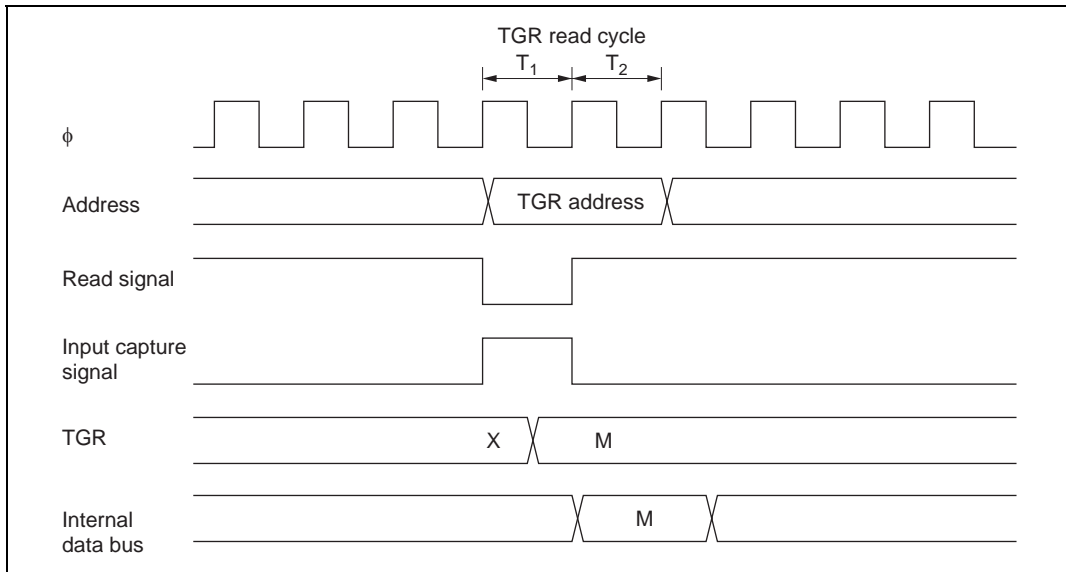 TGR read cycle
T1 T2
ϕ
Address
TGR address
Read signal
Input capture
signal
TGR
X M
Internal
data bus
M